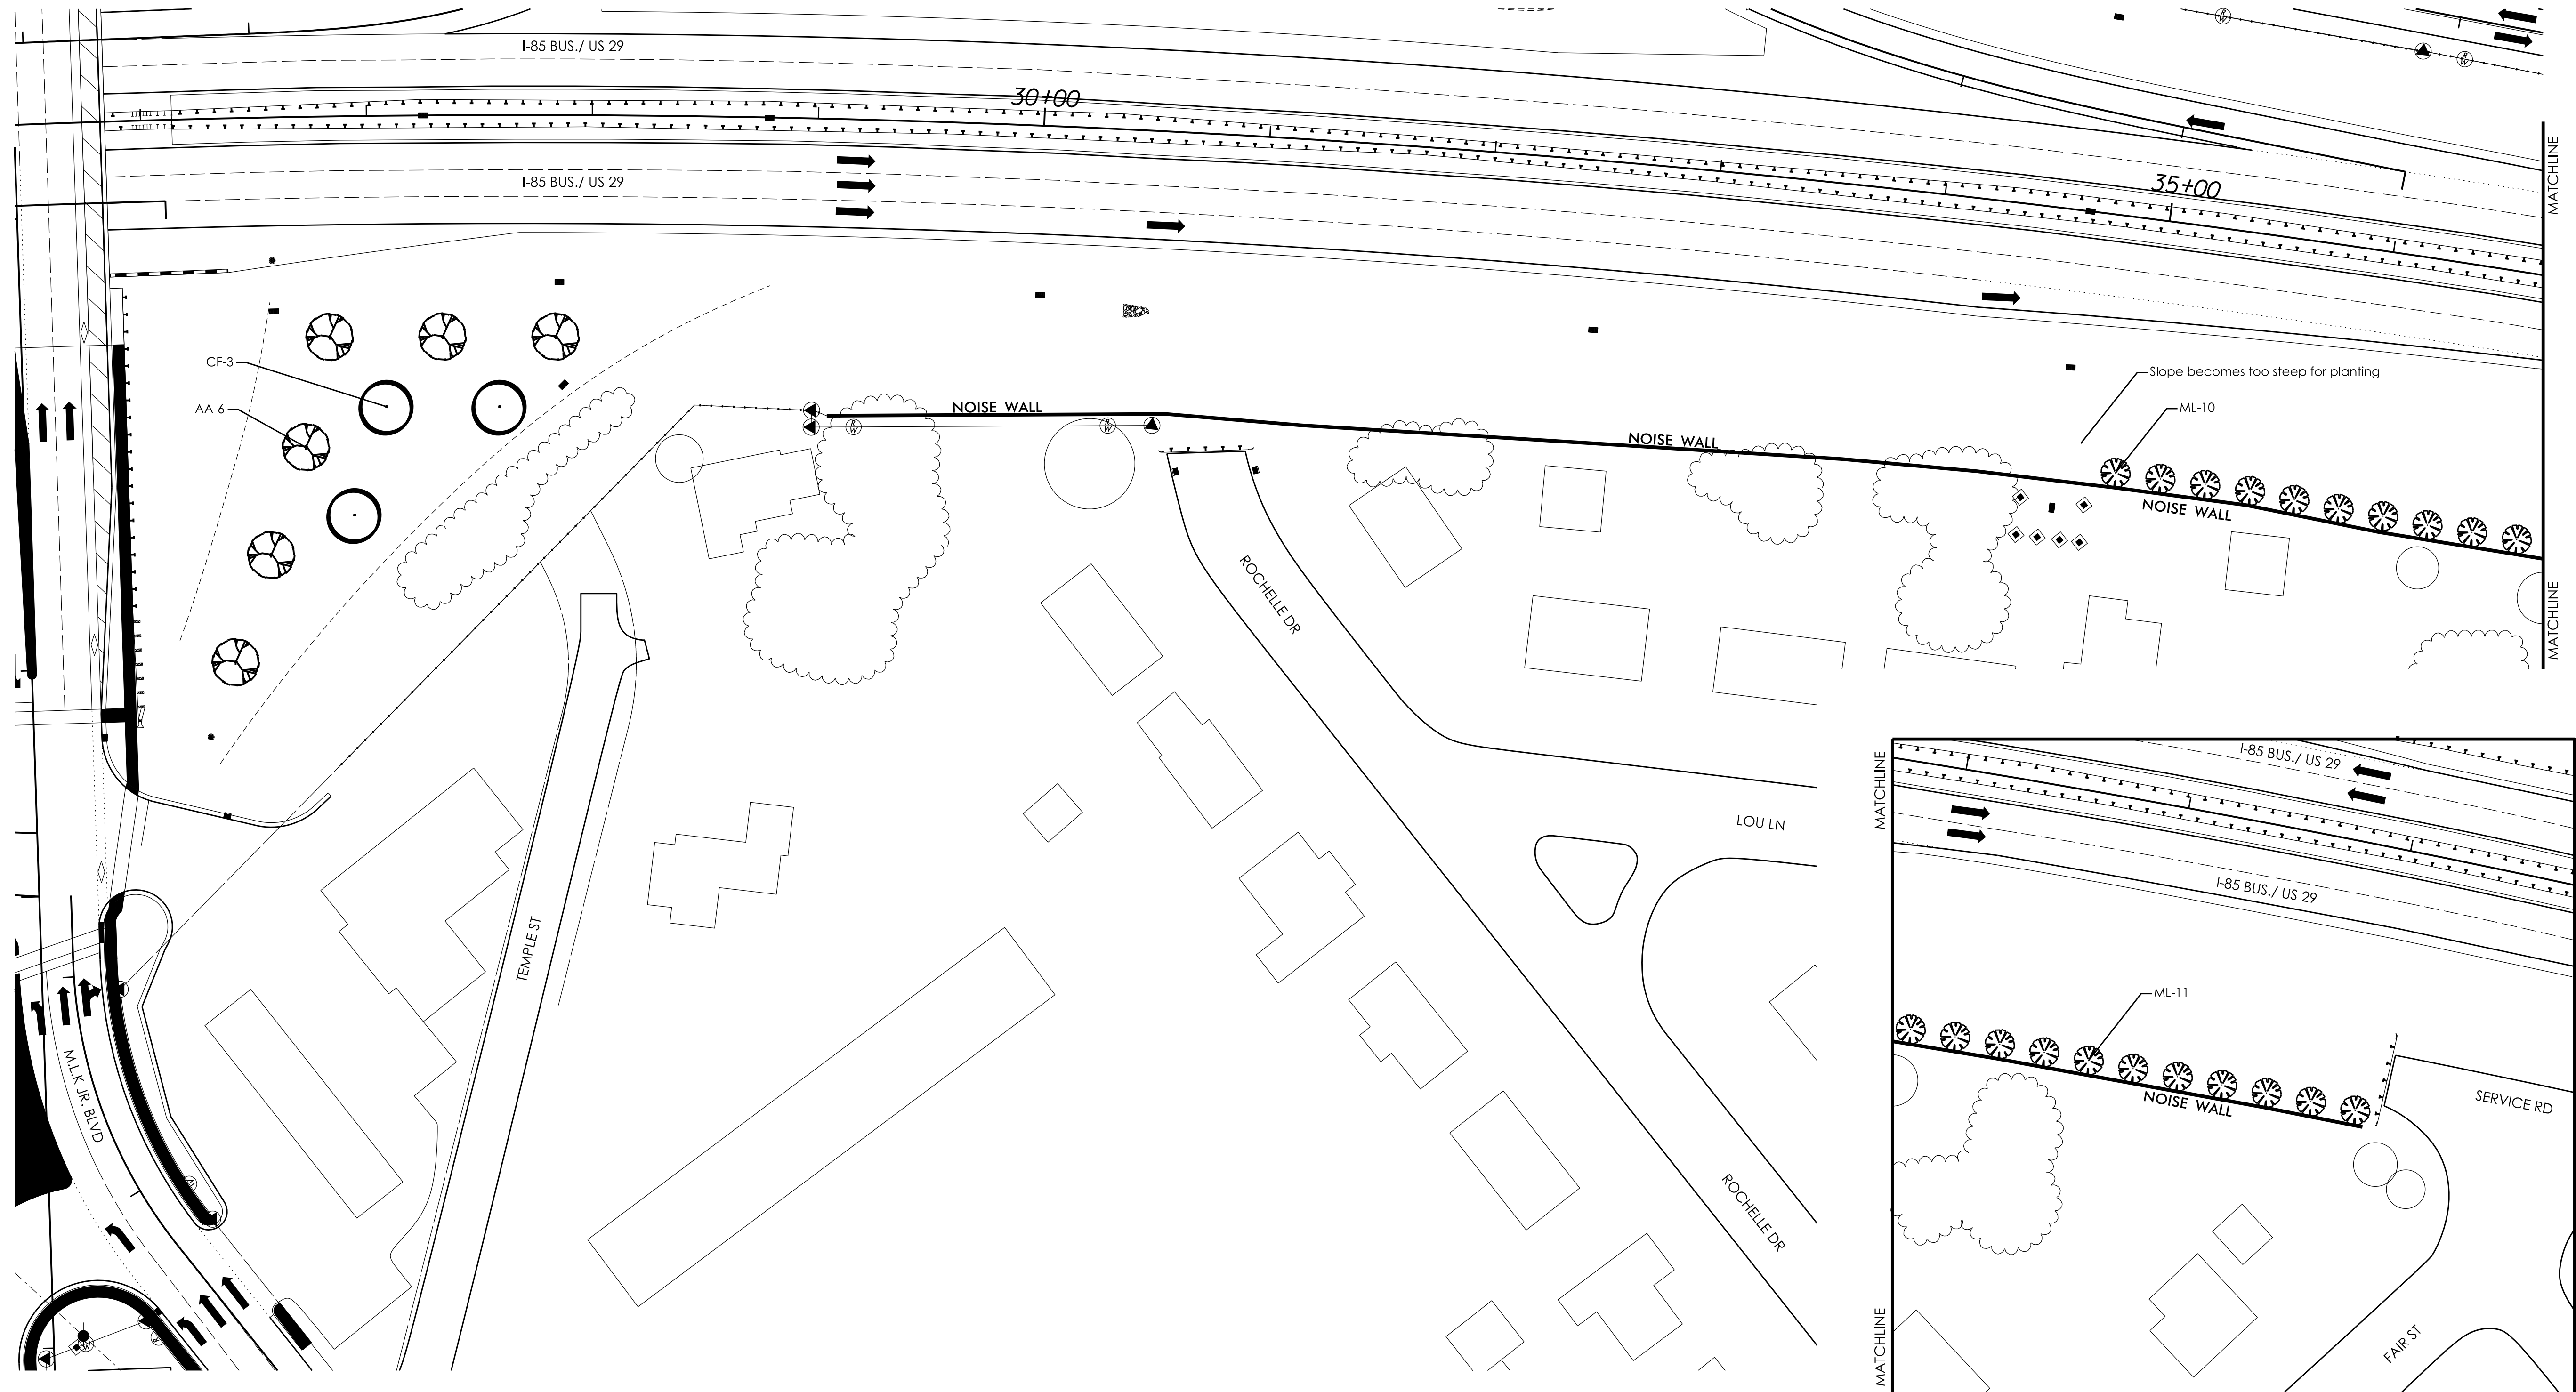 I-85 BUS./ US 29
30+00
I-85 BUS./ US 29
35+00
MATCHLINE
CF-3
AA-6
NOISE WALL
NOISE WALL
Slope becomes too steep for planting
ML-10
NOISE WALL
MATCHLINE
ROCHELLE DR
LOU LN
TEMPLE ST
M.L.K JR. BLVD
ROCHELLE DR
MATCHLINE
I-85 BUS./ US 29
I-85 BUS./ US 29
ML-11
NOISE WALL
SERVICE RD
FAIR ST
MATCHLINE